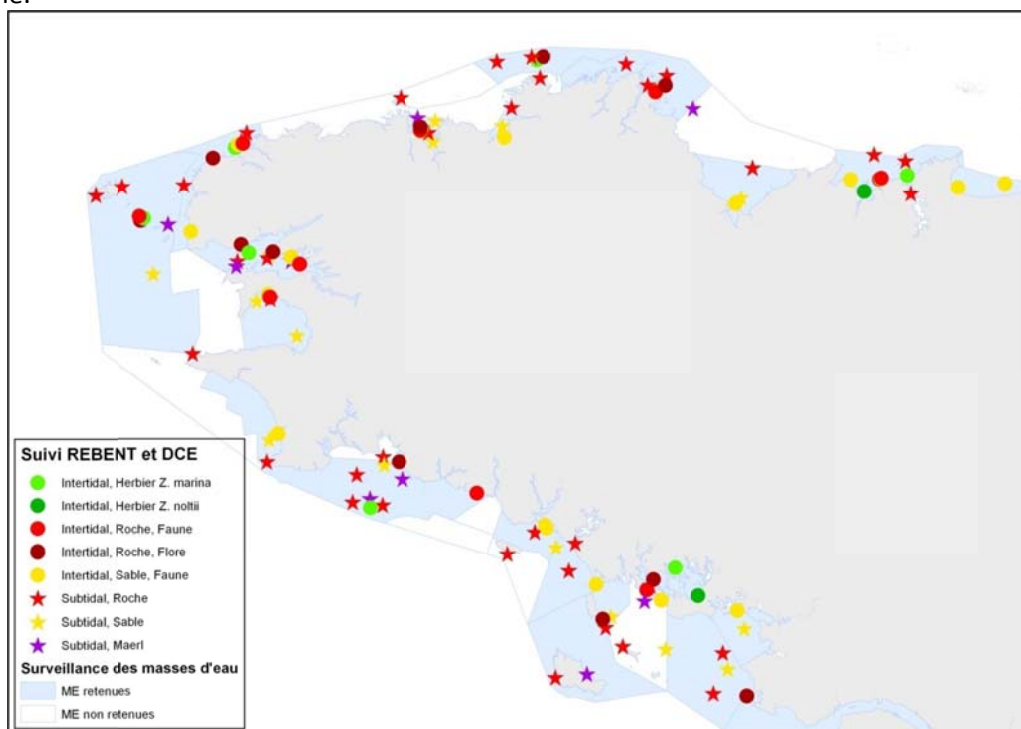 Suivi REBENT et DCE
Intertidal, Herbier Z. marina
Intertidal, Herbier Z. noltii
Intertidal, Roche, Faune
Intertidal, Roche, Flore
Intertidal, Sable, Faune
Subtidal, Roche
Subtidal, Sable
Subtidal, Maerl
Surveillance des masses d'eau
ME retenues
ME non retenues